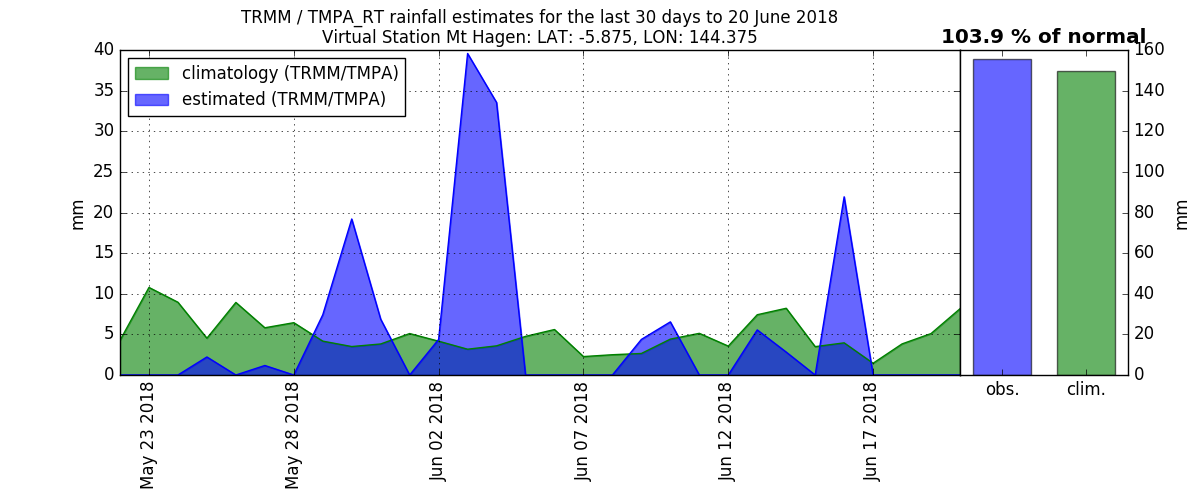 TRMM / TMPA_RT rainfall estimates for the last 30 days to 20 June 2018
Virtual Station Mt Hagen: LAT: -5.875, LON: 144.375
103.9 % of normal
climatology (TRMM/TMPA)
estimated (TRMM/TMPA)
40
35
30
25
20
15
10
5
0
mm
160
140
120
100
80
60
40
20
0
mm
May 23 2018
May 28 2018
Jun 02 2018
Jun 07 2018
Jun 12 2018
Jun 17 2018
obs.
clim.